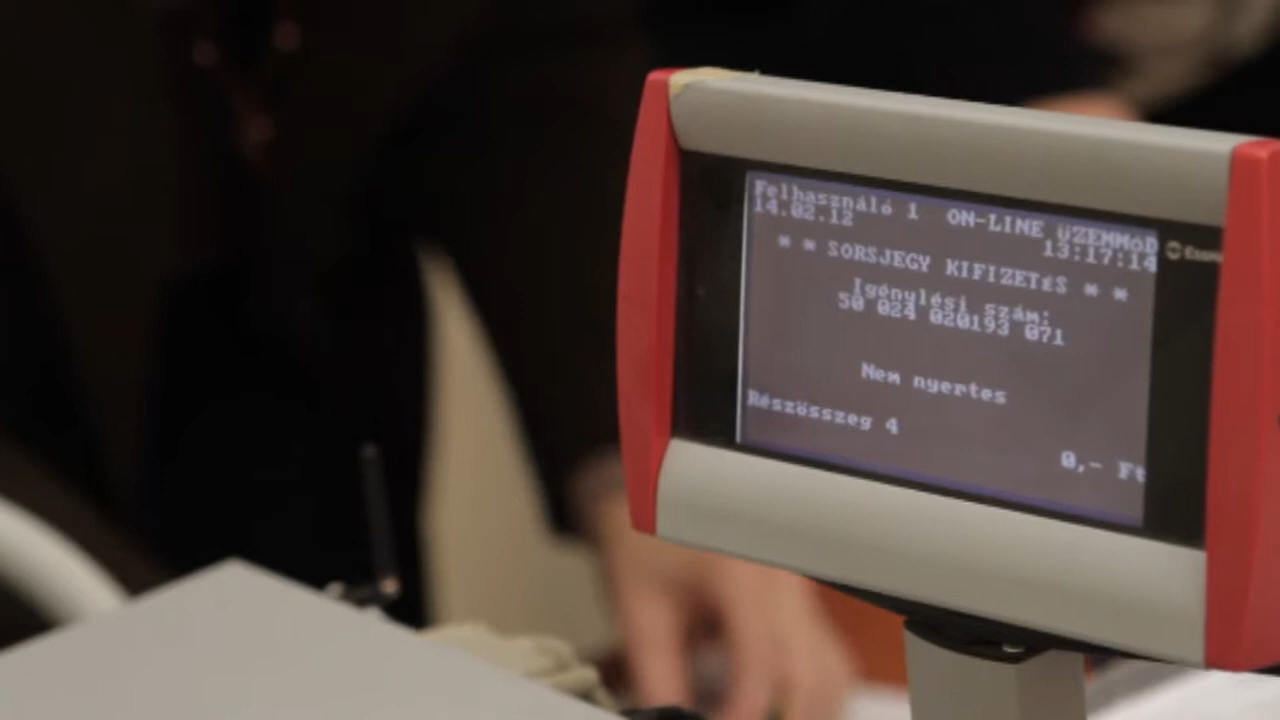 Felhasználó 1 ON-LINE üZEMMóD
14.02.12 13:17:14
* * SORSJEGY KIFIZETéS * *
Igénylési szám:
50 024 020193 071
Nem nyertes
Részösszeg 4
0,- Ft